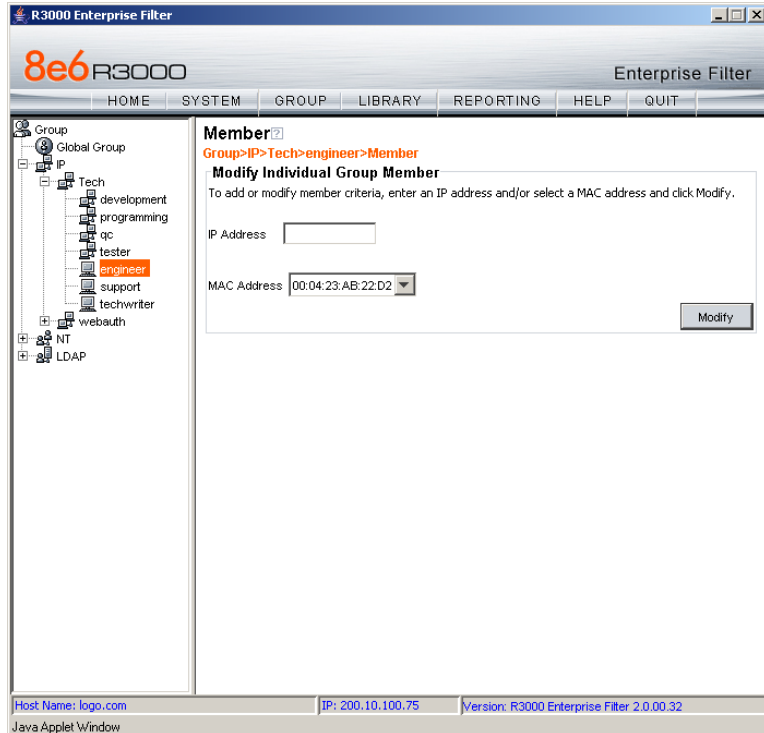 R3000 Enterprise Filter
8e6 R3000
Enterprise Filter
HOME SYSTEM GROUP LIBRARY REPORTING HELP QUIT
Group
Global Group
IP
Tech
development
programming
qc
tester
engineer
support
techwriter
webauth
NT
LDAP
Member ?
Group>IP>Tech>engineer>Member
Modify Individual Group Member
To add or modify member criteria, enter an IP address and/or select a MAC address and click Modify.
IP Address
MAC Address 00:04:23:AB:22:D2
Modify
Host Name: logo.com IP: 200.10.100.75 Version: R3000 Enterprise Filter 2.0.00.32
Java Applet Window